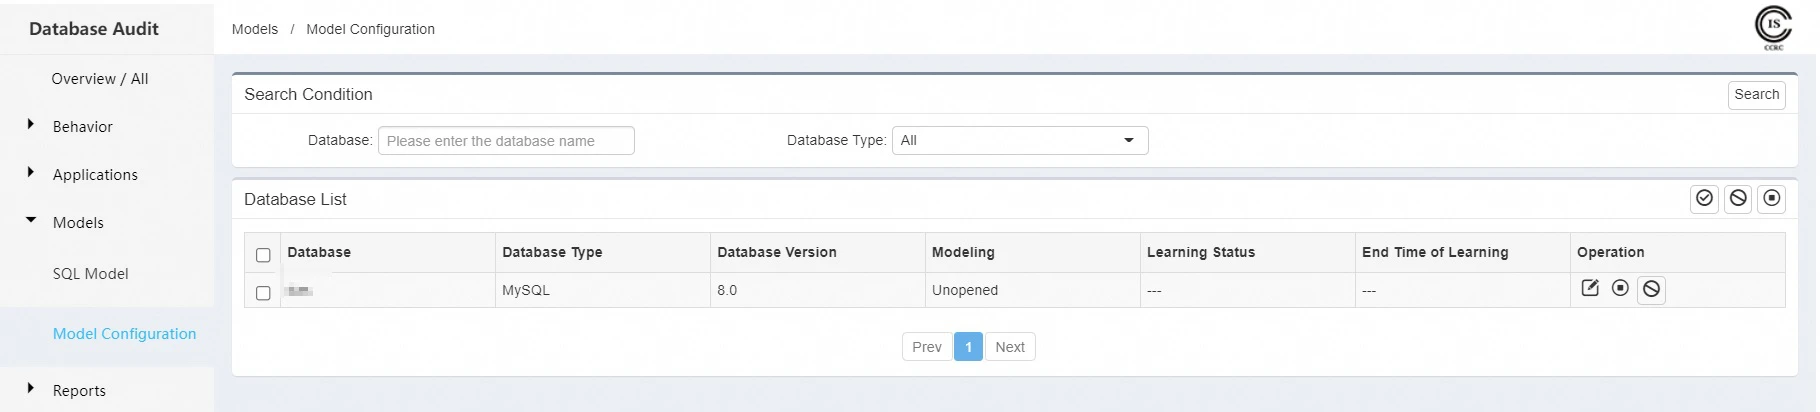 Database Audit
Models / Model Configuration
IS
CCRC
Overview / All
Behavior
Applications
Models
SQL Model
Model Configuration
Reports
Search Condition
Search
Database: Please enter the database name
Database Type: All
Database List
Database Database Type Database Version Modeling Learning Status End Time of Learning Operation
MySQL 8.0 Unopened --- ---
Prev 1 Next